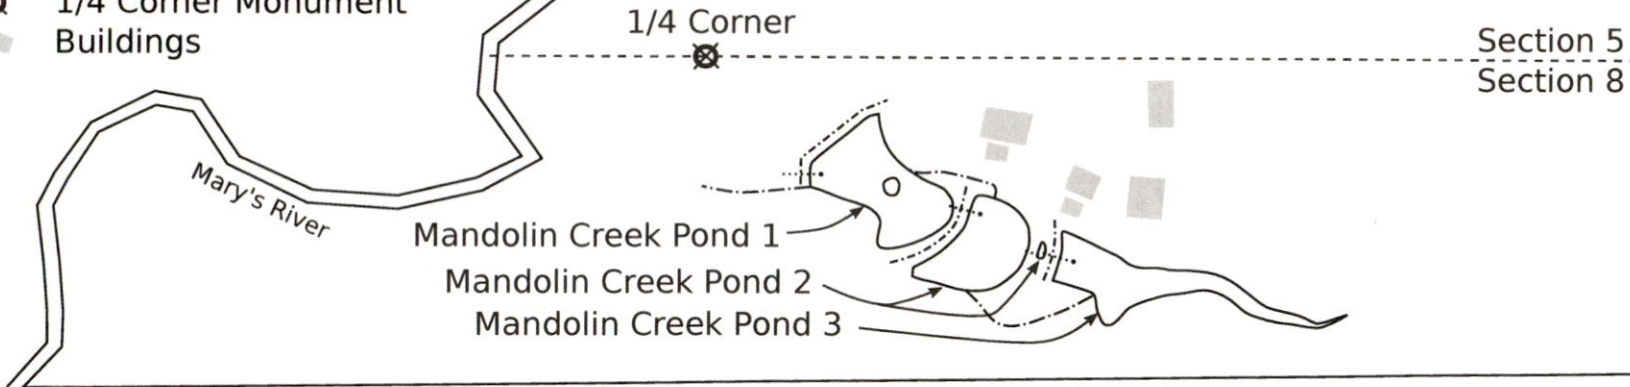 1/4 Corner Monument
Buildings
1/4 Corner
Section 5
Section 8
Mary's River
Mandolin Creek Pond 1
Mandolin Creek Pond 2
Mandolin Creek Pond 3